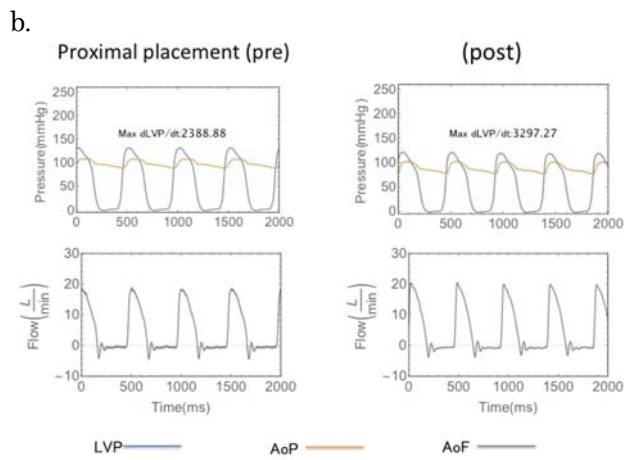 b.
Proximal placement (pre)
(post)
Pressure(mmHg)
250
200
150
100
50
0
Max dLVP/dt:2388.88
0 500 1000 1500 2000
Pressure(mmHg)
250
200
150
100
50
0
Max dLVP/dt:3297.27
0 500 1000 1500 2000
Flow(L/min)
30
20
10
0
-10
0 500 1000 1500 2000
Time(ms)
Flow(L/min)
30
20
10
0
-10
0 500 1000 1500 2000
Time(ms)
LVP AoP AoF